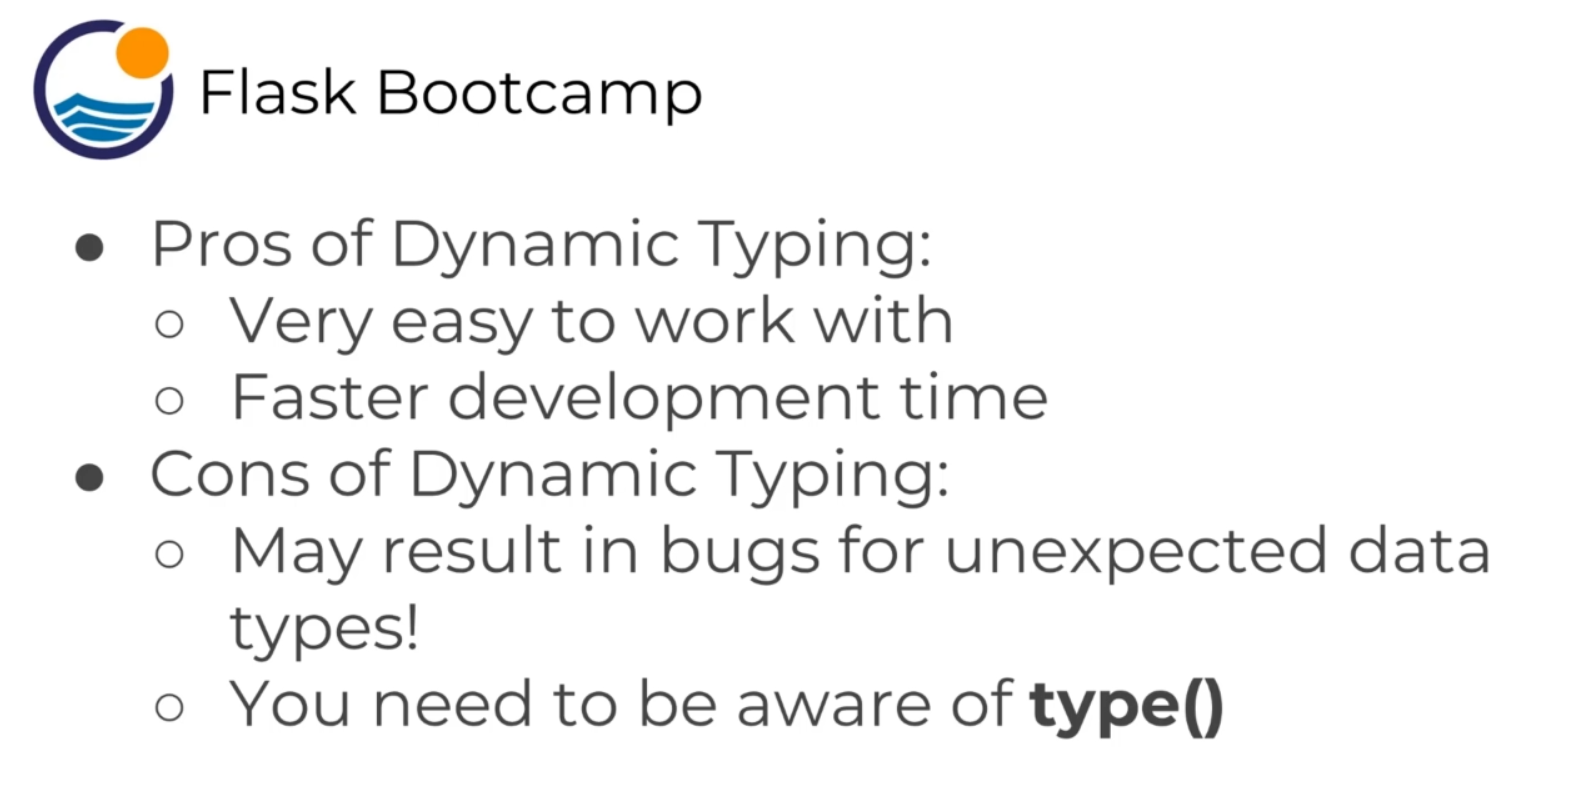 Flask Bootcamp
● Pros of Dynamic Typing:
○ Very easy to work with
○ Faster development time
● Cons of Dynamic Typing:
○ May result in bugs for unexpected data
types!
○ You need to be aware of type()